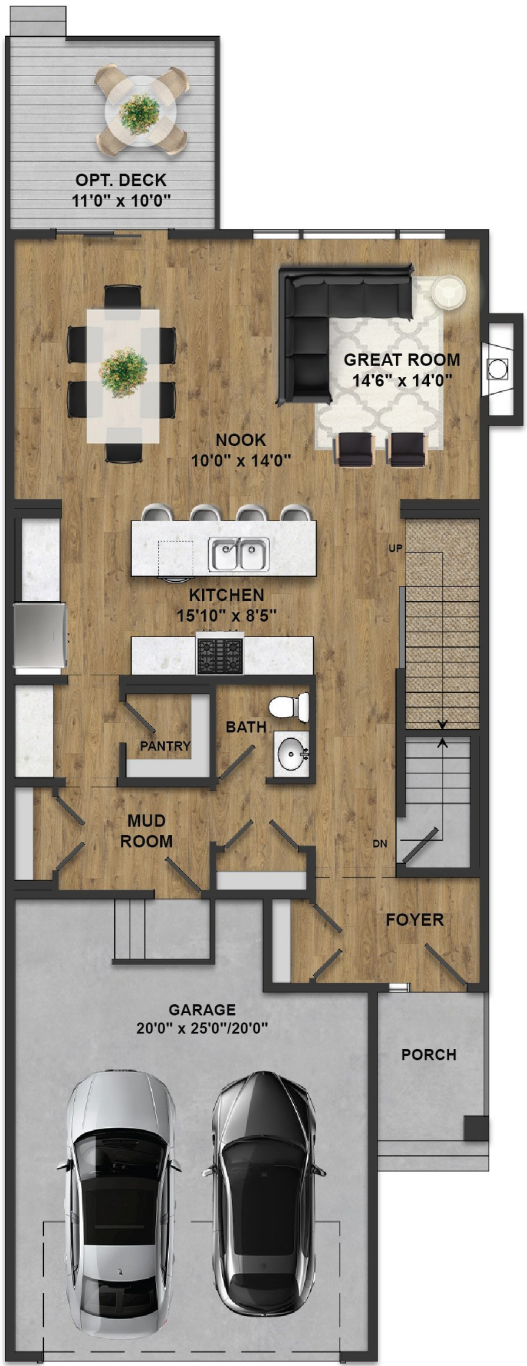 OPT. DECK
11'0" x 10'0"
GREAT ROOM
14'6" x 14'0"
NOOK
10'0" x 14'0"
UP
KITCHEN
15'10" x 8'5"
BATH
PANTRY
MUD
ROOM
DN
FOYER
GARAGE
20'0" x 25'0"/20'0"
PORCH